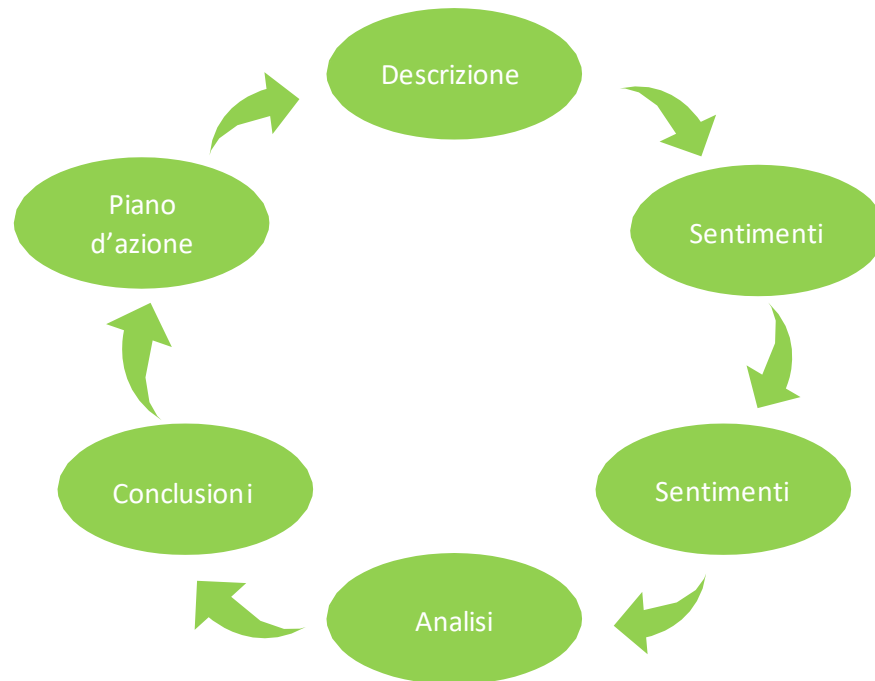 Descrizione
Sentimenti
Sentimenti
Analisi
Conclusioni
Piano
d'azione